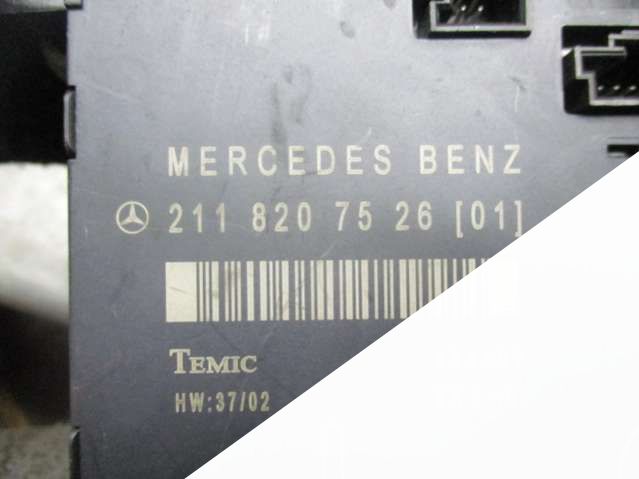 MERCEDES BENZ
211 820 75 26 [01]
TEMIC
HW:37/02